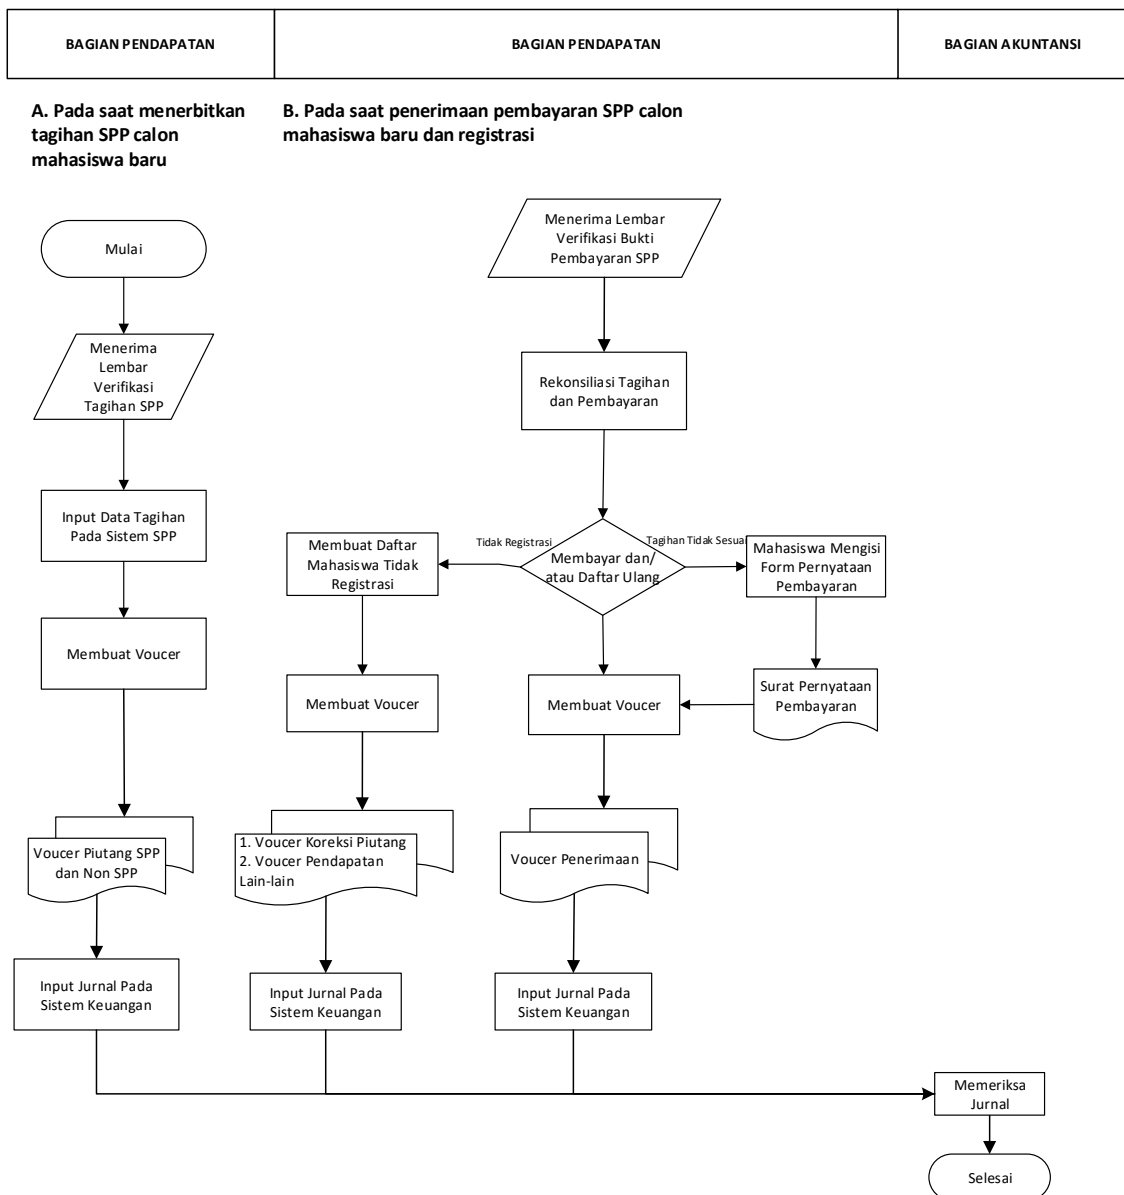 BAGIAN PENDAPATAN
BAGIAN PENDAPATAN
BAGIAN AKUNTANSI
A. Pada saat menerbitkan
tagihan SPP calon
mahasiswa baru
B. Pada saat penerimaan pembayaran SPP calon
mahasiswa baru dan registrasi
Mulai
Menerima
Lembar
Verifikasi
Tagihan SPP
Input Data Tagihan
Pada Sistem SPP
Membuat Voucer
Voucer Piutang SPP
dan Non SPP
Input Jurnal Pada
Sistem Keuangan
Menerima Lembar
Verifikasi Bukti
Pembayaran SPP
Rekonsiliasi Tagihan
dan Pembayaran
Membayar dan/
atau Daftar Ulang
Tidak Registrasi
Membuat Daftar
Mahasiswa Tidak
Registrasi
Membuat Voucer
1. Voucer Koreksi Piutang
2. Voucer Pendapatan
Lain-lain
Input Jurnal Pada
Sistem Keuangan
Tagihan Tidak Sesuai
Mahasiswa Mengisi
Form Pernyataan
Pembayaran
Surat Pernyataan
Pembayaran
Membuat Voucer
Voucer Penerimaan
Input Jurnal Pada
Sistem Keuangan
Memeriksa
Jurnal
Selesai